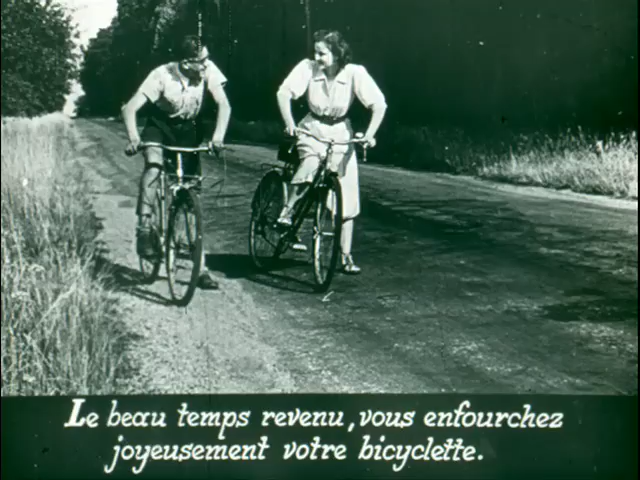 Le beau temps revenu, vous enfourchez
joyeusement votre bicyclette.